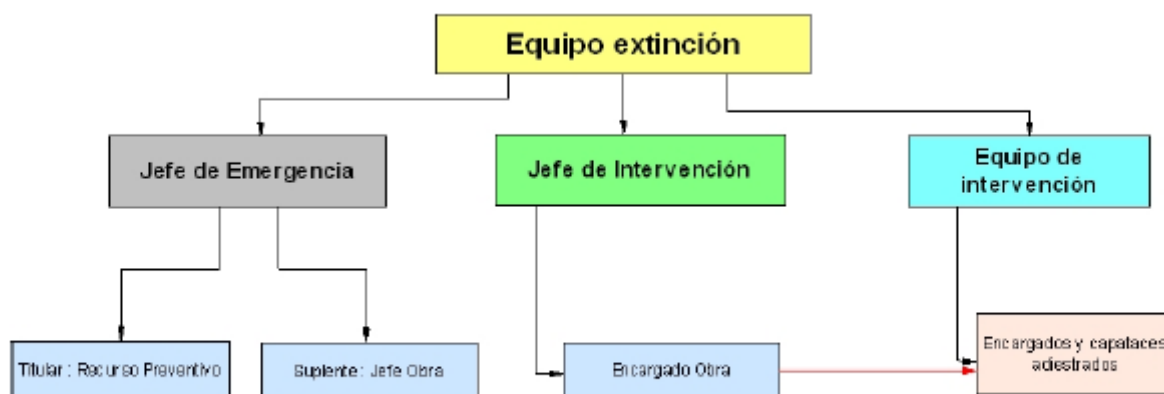 Equipo extinción
Jefe de Emergencia
Jefe de Intervención
Equipo de
intervención
Titular : Recurso Preventivo
Suplente: Jefe Obra
Encargado Obra
Encargados y capataces
adiestrados